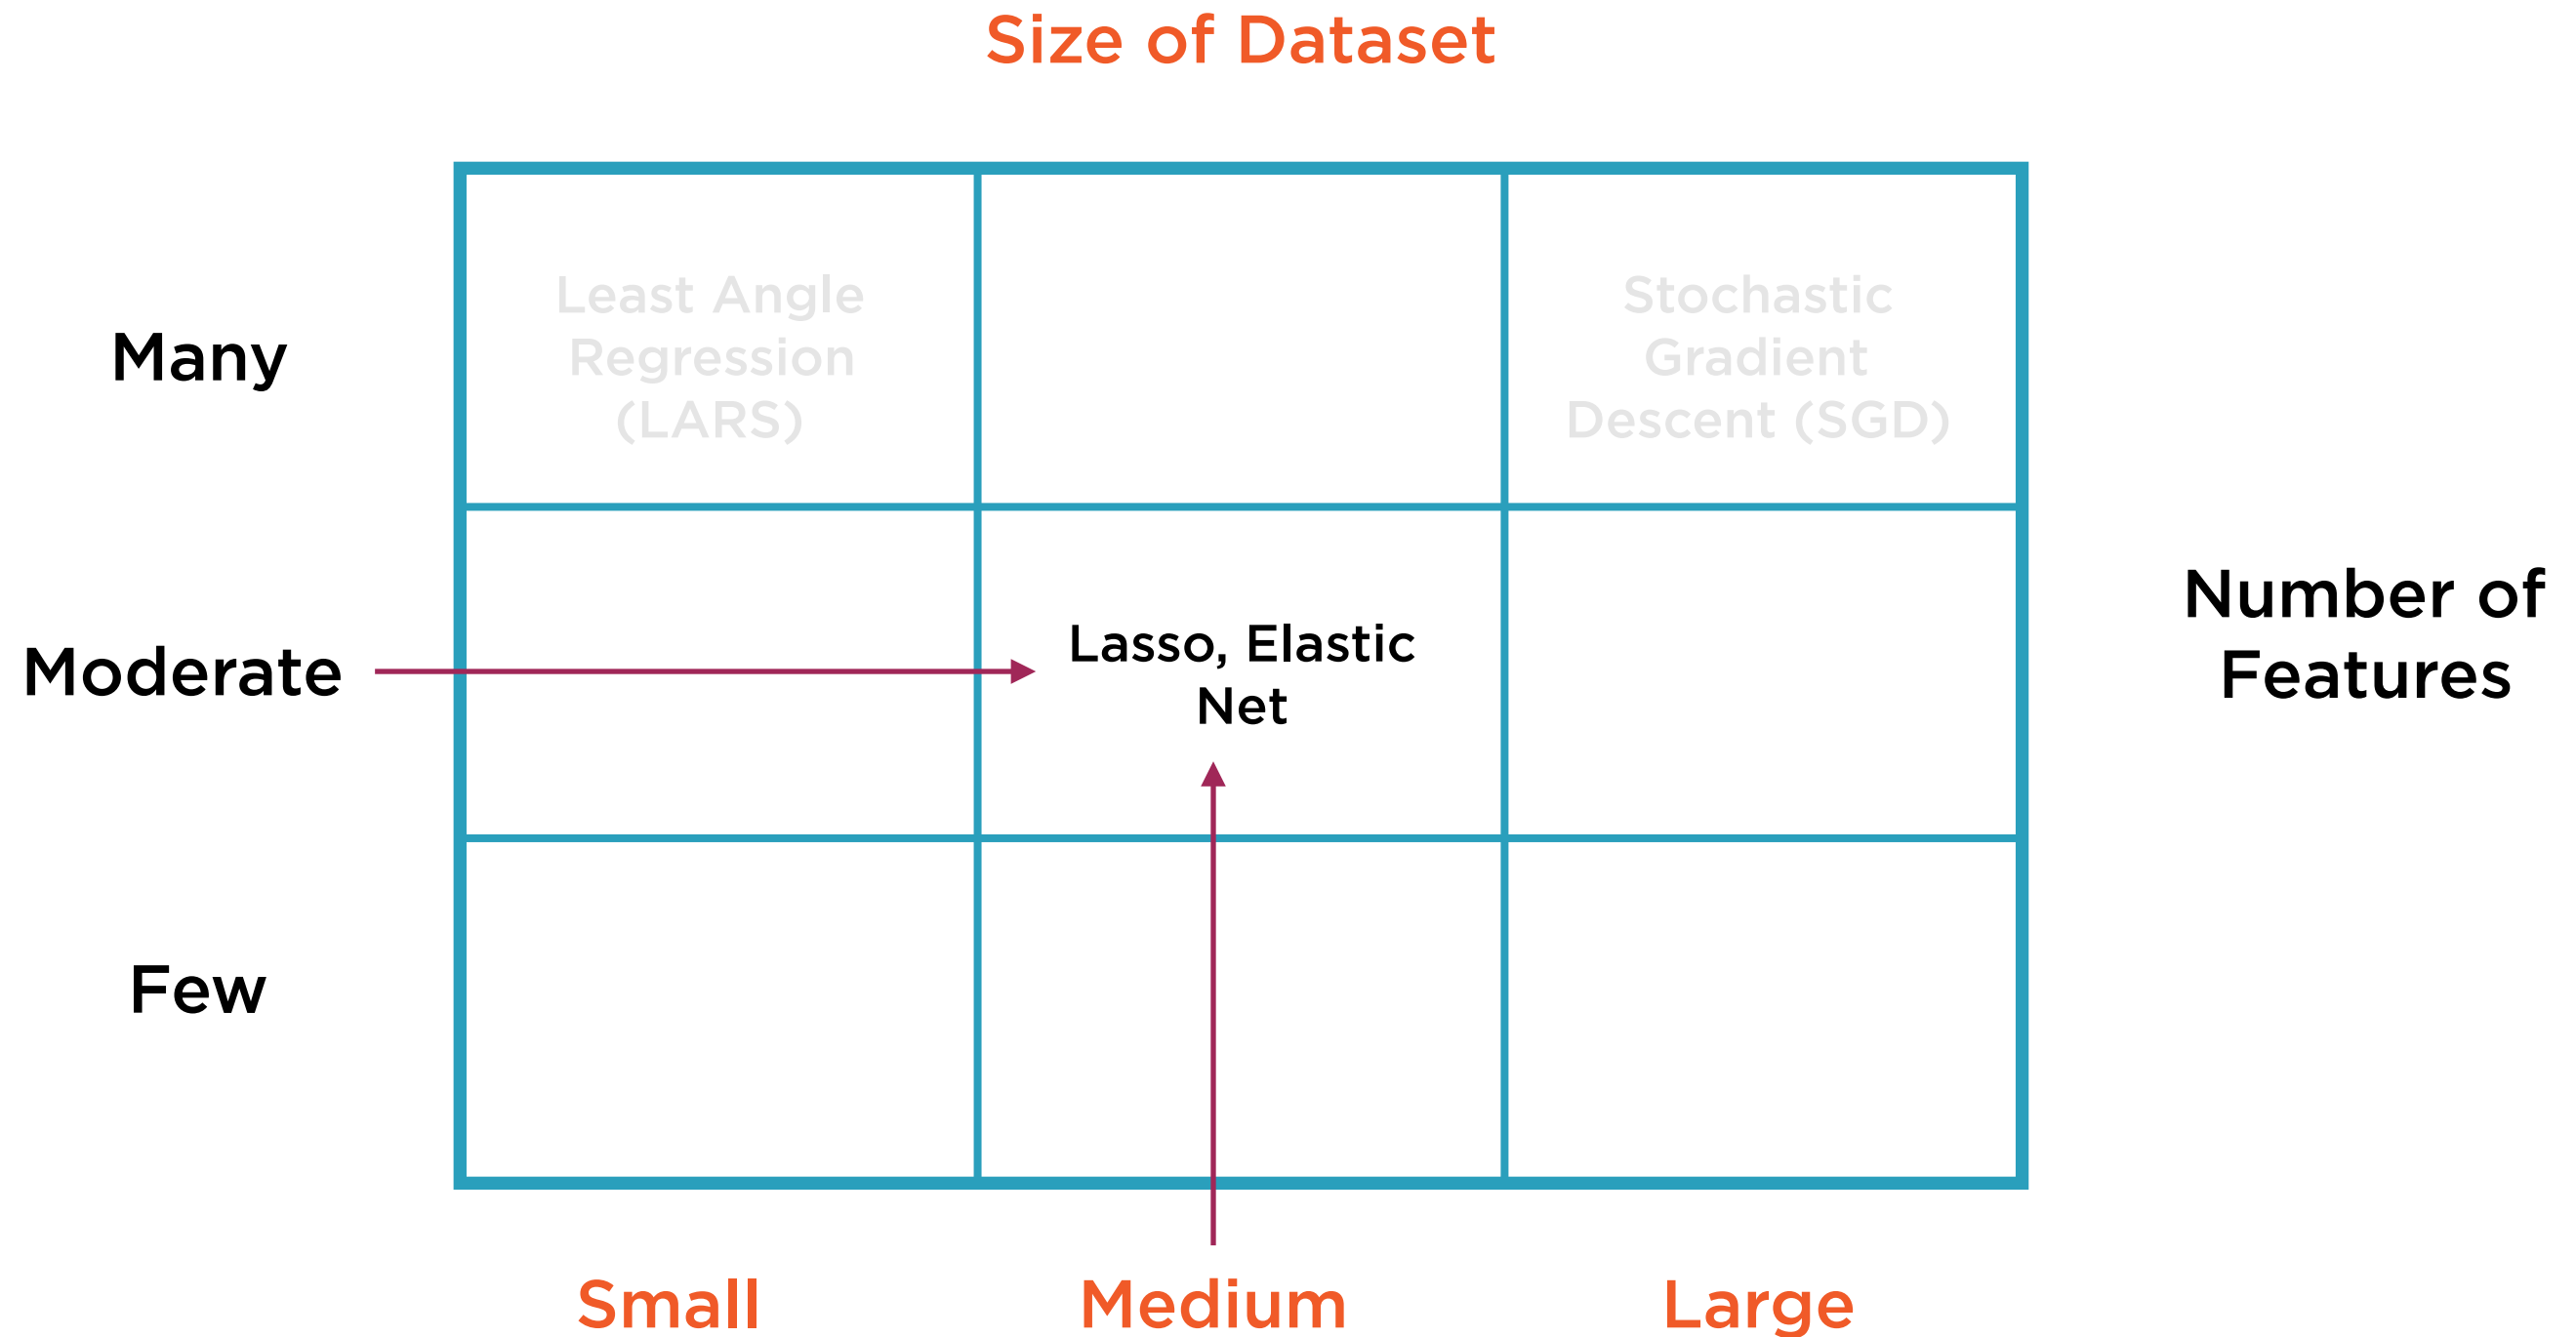 Size of Dataset
Least Angle
Regression
(LARS)
Stochastic
Gradient
Descent (SGD)
Many
Moderate
Lasso, Elastic
Net
Number of
Features
Few
Small
Medium
Large